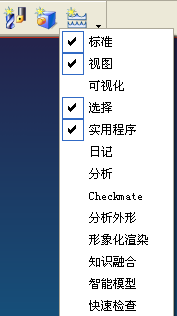 标准
视图
可视化
选择
实用程序
日记
分析
Checkmate
分析外形
形象化渲染
知识融合
智能模型
快速检查